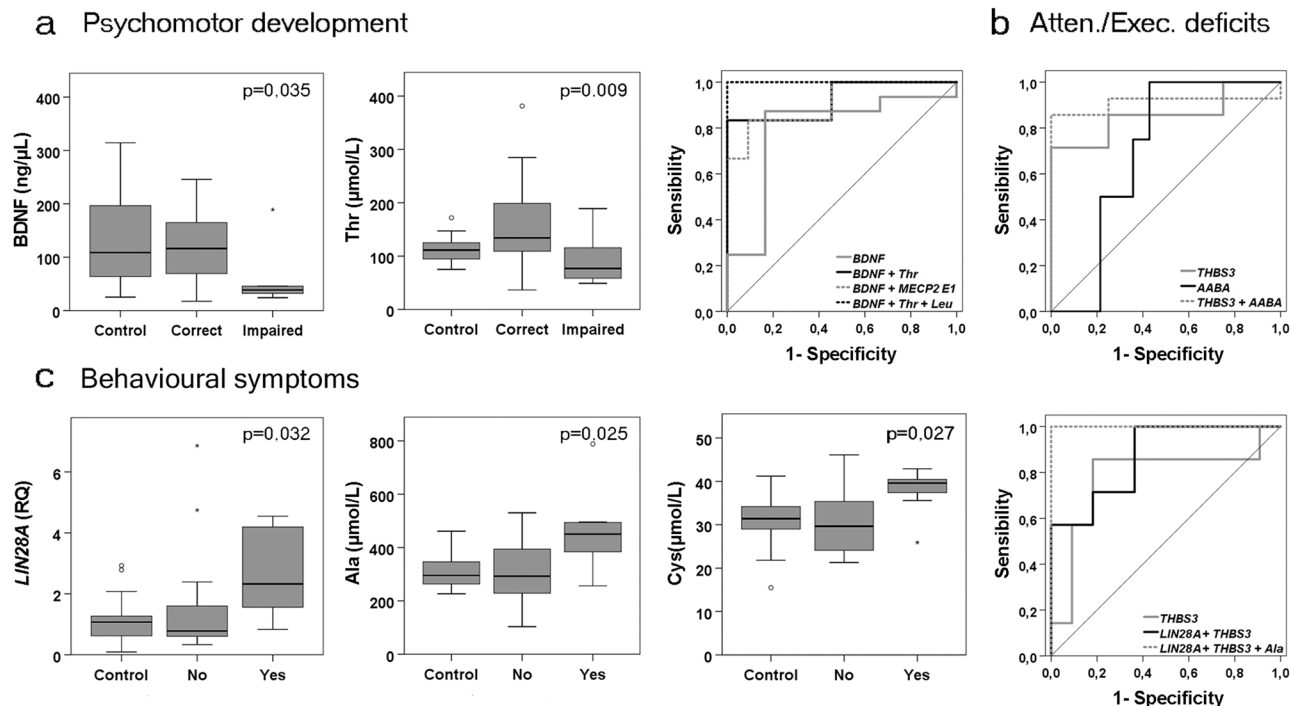 a Psychomotor development
b Atten./Exec. deficits
BDNF (ng/μL)
400
300
200
100
0
p=0.035
Control Correct Impaired
Thr (μmol/L)
400
300
200
100
0
p=0.009
Control Correct Impaired
Sensibility
1,0
0,8
0,6
0,4
0,2
0,0
BDNF
BDNF + Thr
BDNF + MECP2 E1
BDNF + Thr + Leu
0,0 0,2 0,4 0,6 0,8 1,0
1- Specificity
Sensibility
1,0
0,8
0,6
0,4
0,2
0,0
THBS3
AABA
THBS3 + AABA
0,0 0,2 0,4 0,6 0,8 1,0
1- Specificity
c Behavioural symptoms
LIN28A (RQ)
6
4
2
0
p=0.032
Control No Yes
Ala (μmol/L)
800
600
400
200
0
p=0,025
Control No Yes
Cys(μmol/L)
50
40
30
20
10
0
p=0,027
Control No Yes
Sensibility
1,0
0,8
0,6
0,4
0,2
0,0
THBS3
LIN28A+ THBS3
LIN28A+ THBS3 + Ala
0,0 0,2 0,4 0,6 0,8 1,0
1- Specificity